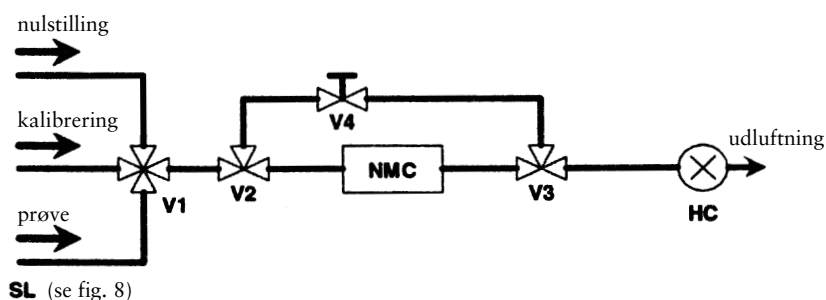 nulstilling
kalibrering
prøve
SL (se fig. 8)
V1
V2
V4
NMC
V3
HC
udluftning